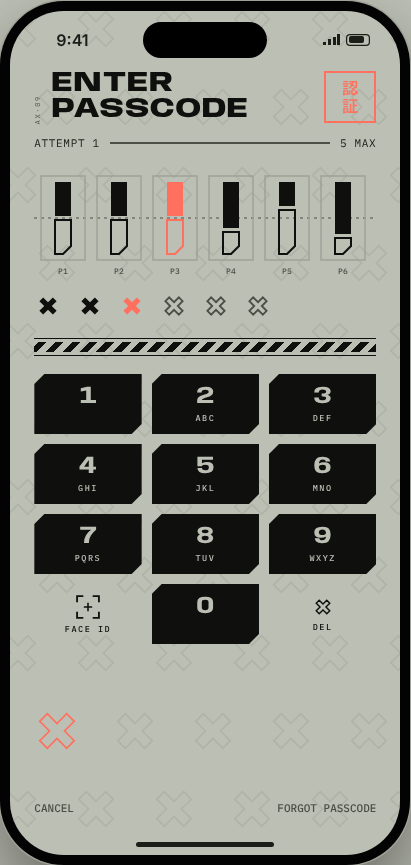 9:41
ENTER
PASSCODE
AX·09
認
証
ATTEMPT 1
5 MAX
P1 P2 P3 P4 P5 P6
1
2
ABC
3
DEF
4
GHI
5
JKL
6
MNO
7
PQRS
8
TUV
9
WXYZ
FACE ID
0
DEL
CANCEL
FORGOT PASSCODE